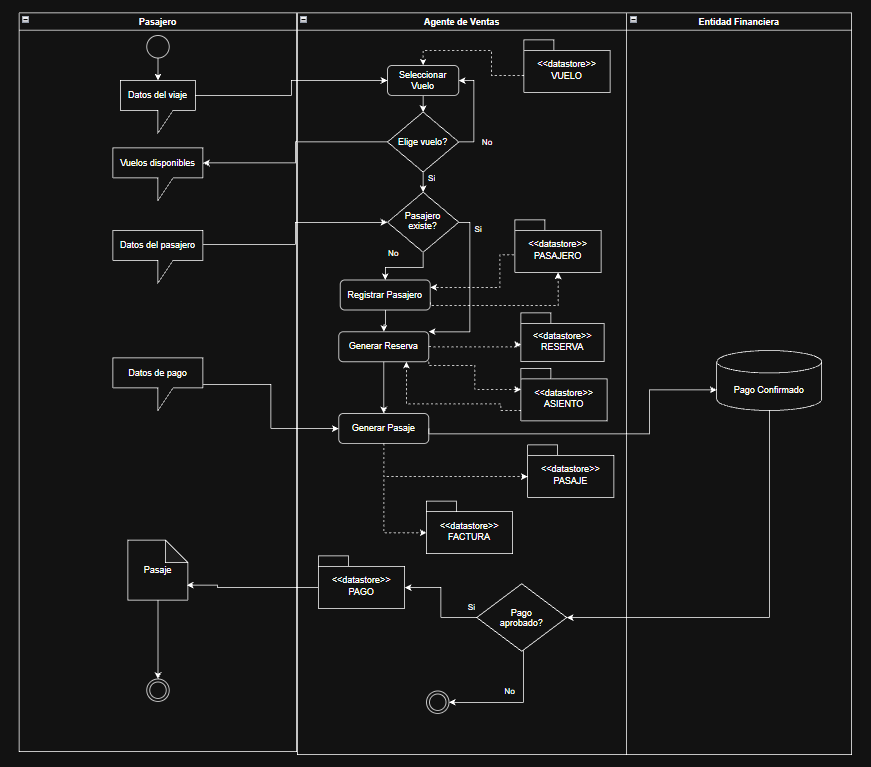 Pasajero
Agente de Ventas
Entidad Financiera
Datos del viaje
Seleccionar
Vuelo
<<datastore>>
VUELO
Elige vuelo?
No
Vuelos disponibles
Si
Datos del pasajero
Pasajero
existe?
Si
No
<<datastore>>
PASAJERO
Registrar Pasajero
Generar Reserva
<<datastore>>
RESERVA
Datos de pago
<<datastore>>
ASIENTO
Pago Confirmado
Generar Pasaje
<<datastore>>
PASAJE
<<datastore>>
FACTURA
Pasaje
<<datastore>>
PAGO
Si
Pago
aprobado?
No